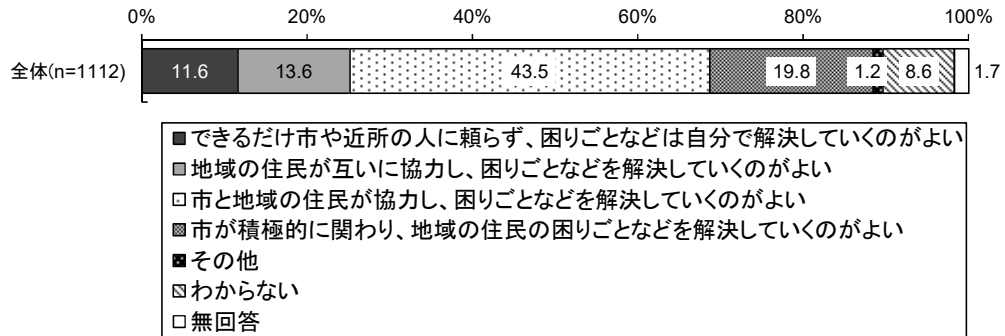 0% 20% 40% 60% 80% 100%
全体(n=1112) 11.6 13.6 43.5 19.8 1.2 8.6 1.7
できるだけ市や近所の人に頼らず、困りごとなどは自分で解決していくのがよい
地域の住民が互いに協力し、困りごとなどを解決していくのがよい
市と地域の住民が協力し、困りごとなどを解決していくのがよい
市が積極的に関わり、地域の住民の困りごとなどを解決していくのがよい
その他
わからない
無回答